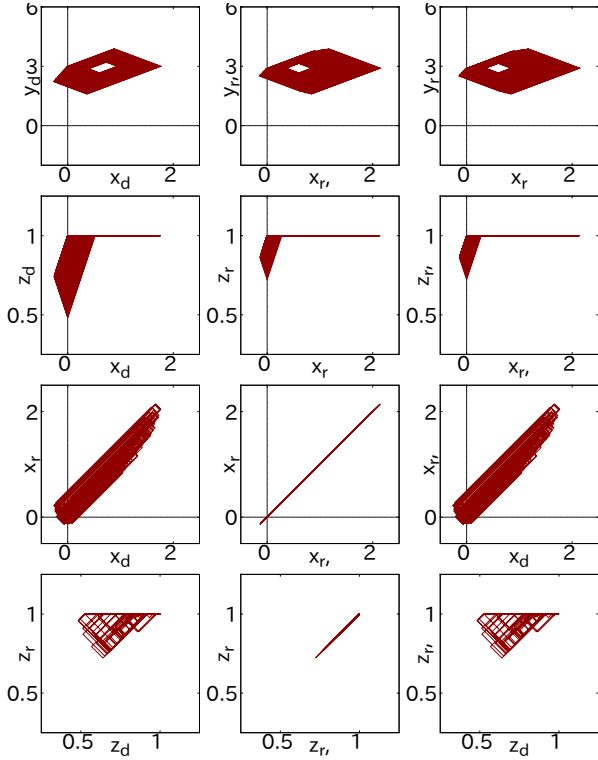 6 6 6
3 3 3
y_d y_r, y_r
0 0 0
0 2 0 2 0 2
x_d x_r, x_r
1 1 1
z_d z_r z_r,
0.5 0.5 0.5
0 2 0 2 0 2
x_d x_r x_r,
2 2 2
x_r x_r x_r,
0 0 0
0 2 0 2 0 2
x_d x_r, x_d
1 1 1
z_r z_r z_r,
0.5 0.5 0.5
0.5 1 0.5 1 0.5 1
z_d z_r, z_d